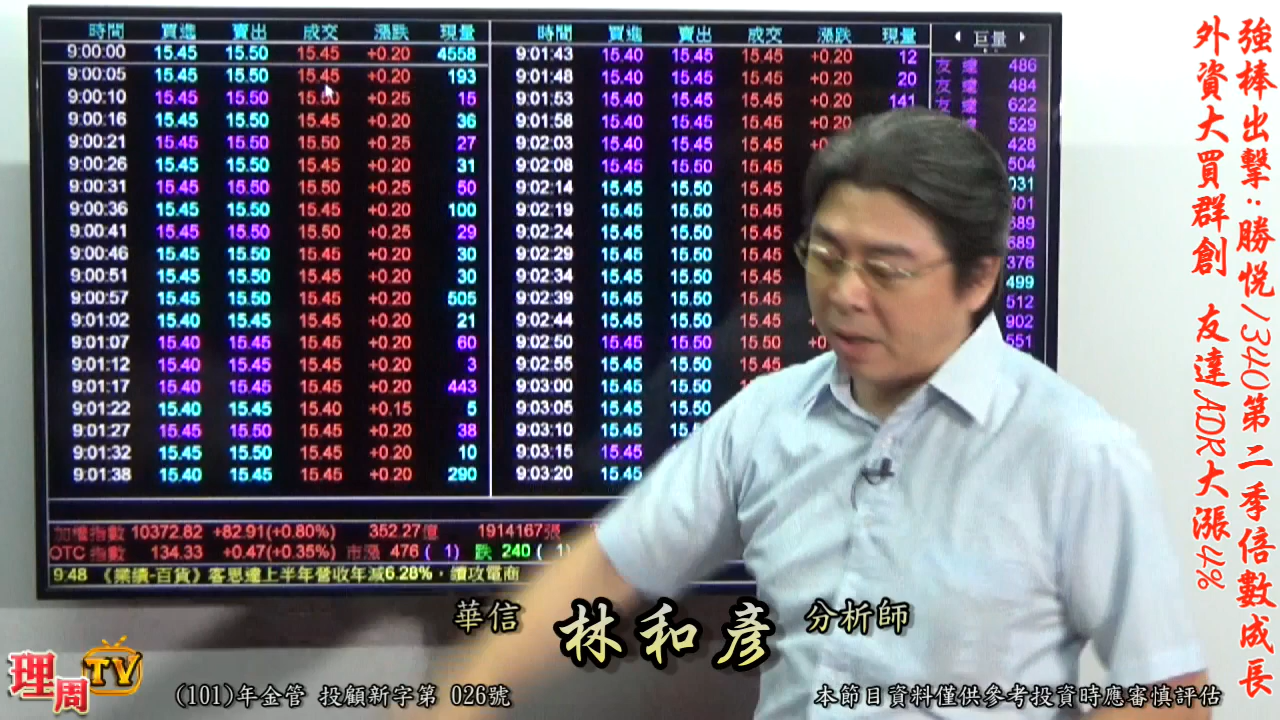 時間 買進 賣出 成交 漲跌 現量
9:00:00 15.45 15.50 15.45 +0.20 4558
9:00:05 15.45 15.50 15.45 +0.20 193
9:00:10 15.45 15.50 15.50 +0.25 15
9:00:16 15.45 15.50 15.45 +0.20 36
9:00:21 15.45 15.50 15.50 +0.25 27
9:00:26 15.45 15.50 15.45 +0.20 31
9:00:31 15.45 15.50 15.50 +0.25 50
9:00:36 15.45 15.50 15.45 +0.20 100
9:00:41 15.45 15.50 15.50 +0.25 29
9:00:46 15.45 15.50 15.45 +0.20 30
9:00:51 15.45 15.50 15.45 +0.20 30
9:00:57 15.45 15.50 15.45 +0.20 505
9:01:02 15.40 15.45 15.45 +0.20 21
9:01:07 15.40 15.45 15.45 +0.20 60
9:01:12 15.40 15.45 15.45 +0.20 3
9:01:17 15.40 15.45 15.45 +0.20 443
9:01:22 15.40 15.45 15.40 +0.15 5
9:01:27 15.45 15.50 15.45 +0.20 38
9:01:32 15.45 15.50 15.45 +0.20 10
9:01:38 15.40 15.45 15.45 +0.20 290
時間 買進 賣出 成交 漲跌 現量
9:01:43 15.40 15.45 15.45 +0.20 12
9:01:48 15.40 15.45 15.45 +0.20 20
9:01:53 15.40 15.45 15.45 +0.20 141
9:01:58 15.40 15.45 15.45 +0.20
9:02:03 15.40 15.45 15.45
9:02:08 15.45 15.50 15.45
9:02:14 15.45 15.50 15.45
9:02:19 15.45 15.50 15.45
9:02:24 15.45 15.50 15.45
9:02:29 15.45 15.50 15.45
9:02:34 15.45 15.50 15.45
9:02:39 15.45 15.50 15.45
9:02:44 15.45 15.50 15.45
9:02:50 15.45 15.50 15.50
9:02:55 15.45 15.50 15.45
9:03:00 15.45 15.50
9:03:05 15.45 15.50
9:03:10 15.45
9:03:15 15.45
9:03:20 15.45
巨量
友達 486
友達 484
友達 622
529
428
504
031
601
689
689
376
499
512
902
551
加權指數 10372.82 +82.91(+0.80%) 352.27億 1914167張
OTC 指數 134.33 +0.47(+0.35%) 市漲 476 ( 1) 跌 240 ( 1)
9:48 《業績-百貨》客思達上半年營收年減6.28%，續攻電商
強棒出擊:勝悅/1340第二季倍數成長
外資大買群創 友達ADR大漲4%
華信 林和彥 分析師
理周TV
(101)年金管 投顧新字第 026號
本節目資料僅供參考投資時應審慎評估